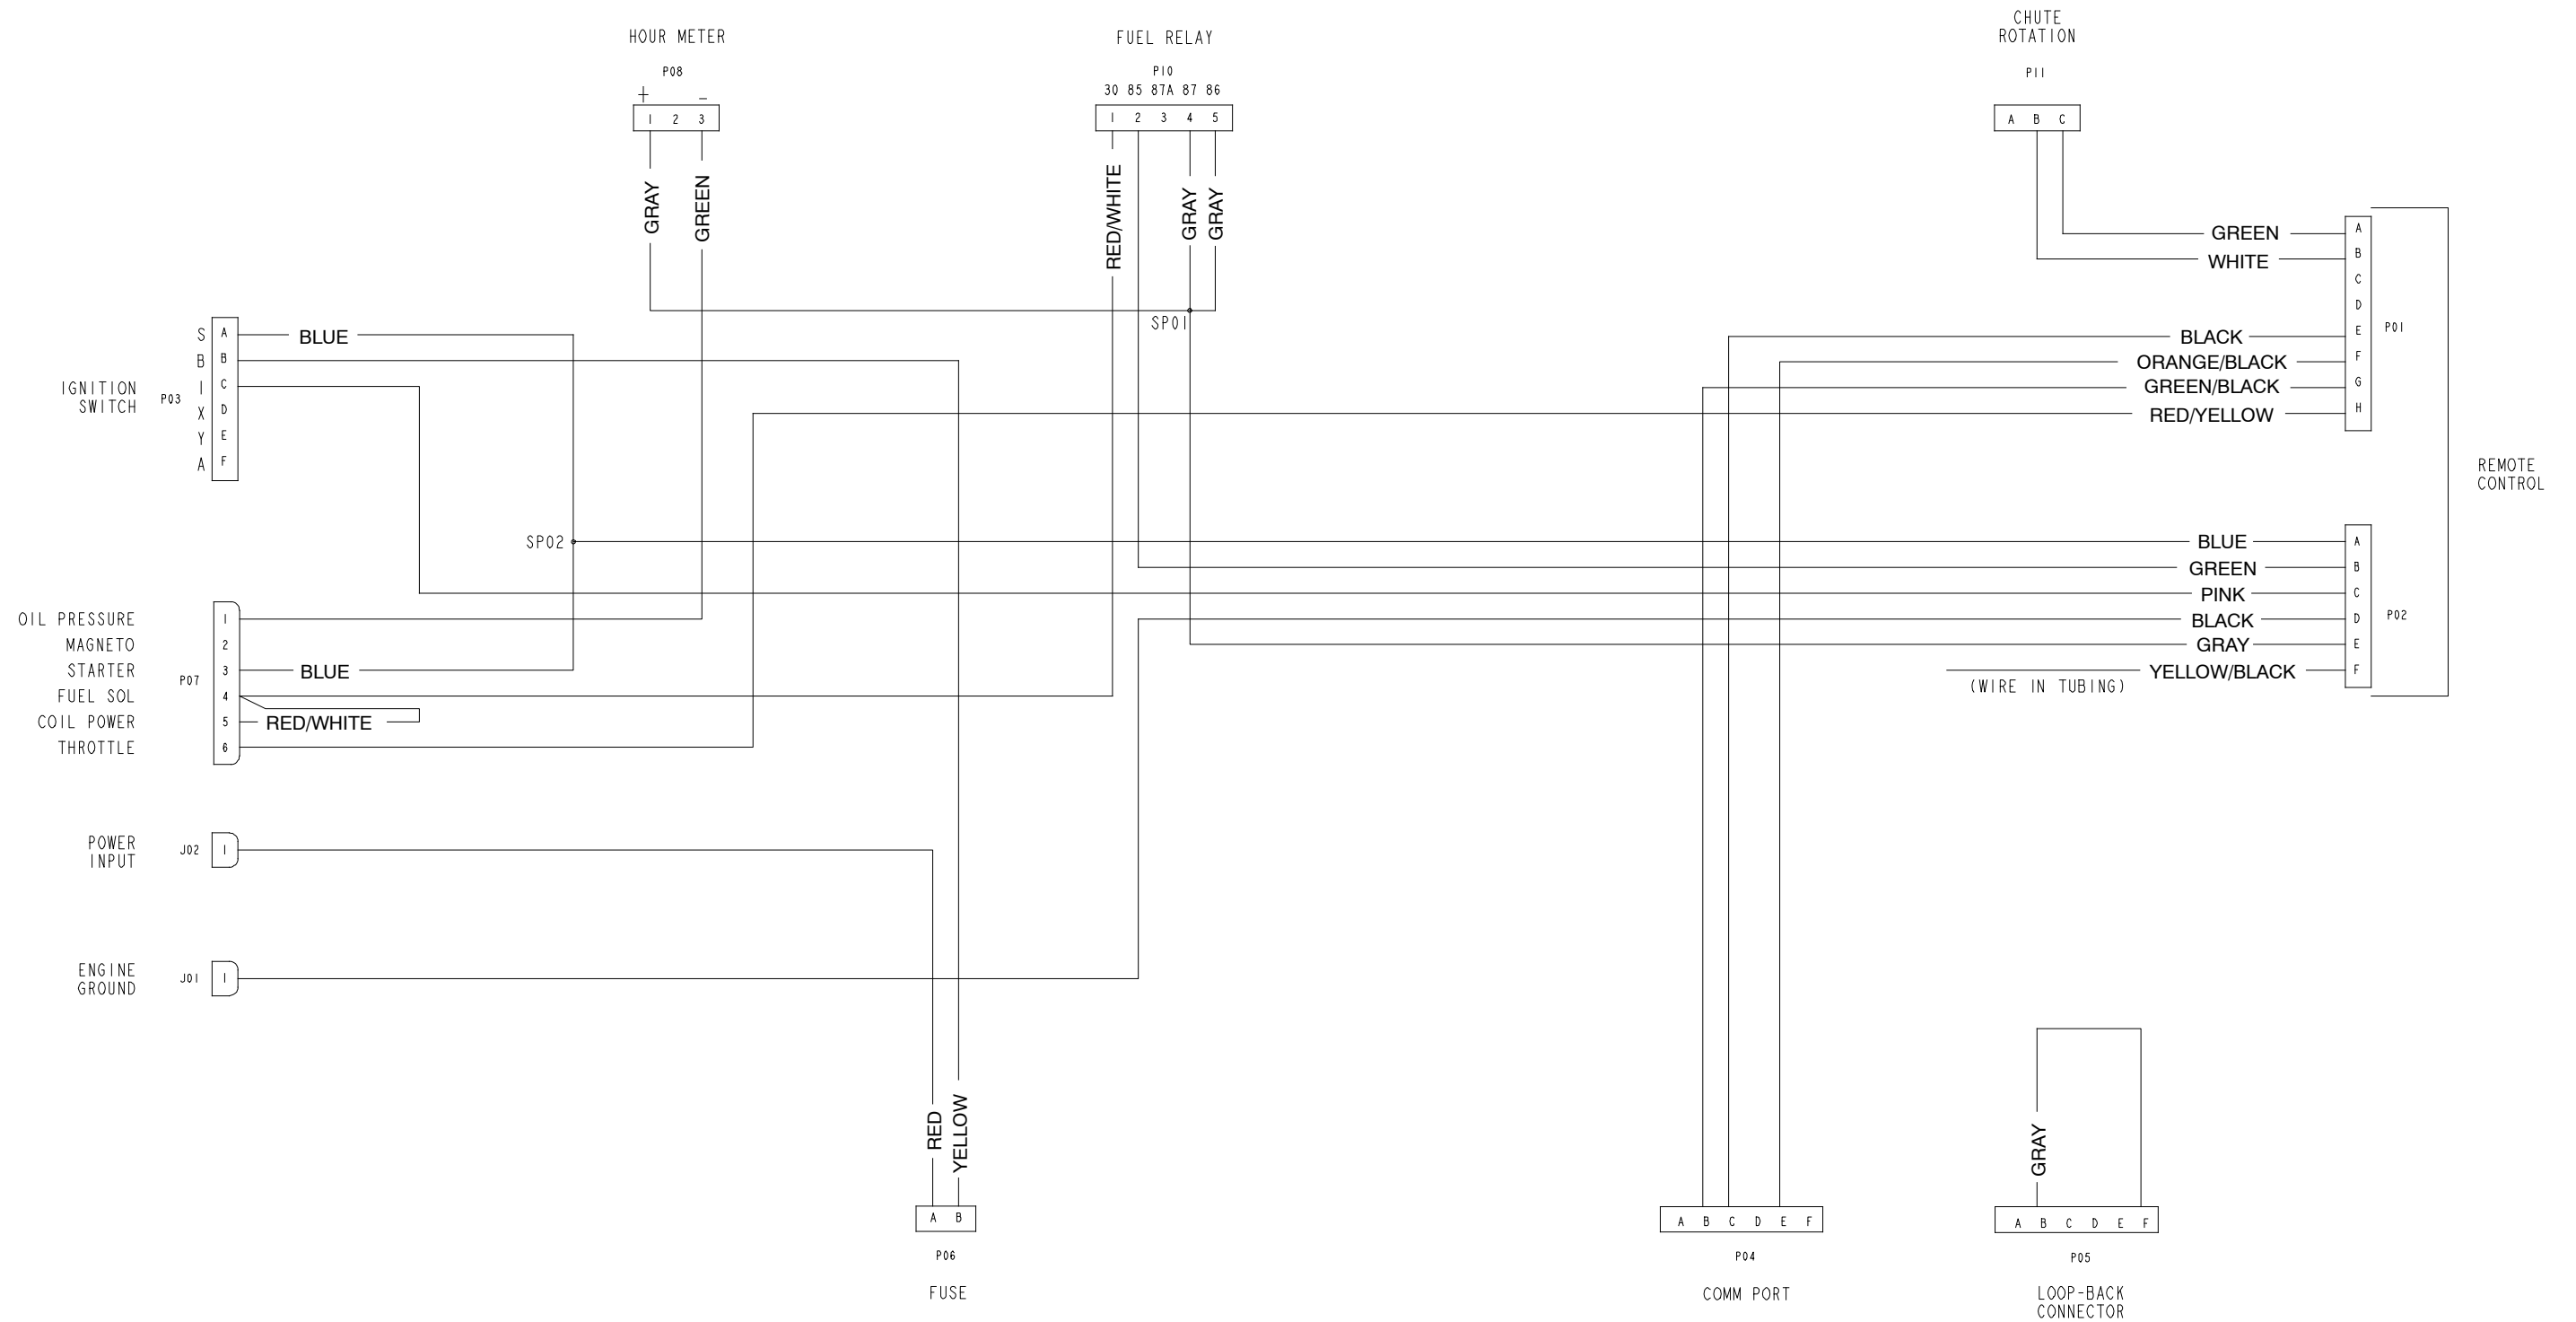 HOUR METER
P08
+ −
1 2 3
GRAY
GREEN
FUEL RELAY
P10
30 85 87A 87 86
1 2 3 4 5
RED/WHITE
GRAY
GRAY
SP01
CHUTE
ROTATION
P11
A B C
GREEN
WHITE
BLACK
ORANGE/BLACK
GREEN/BLACK
RED/YELLOW
A
B
C
D
E
F
G
H
P01
REMOTE
CONTROL
IGNITION
SWITCH
P03
S A
B B
I C
X D
Y E
A F
BLUE
SP02
BLUE
GREEN
PINK
BLACK
GRAY
YELLOW/BLACK
(WIRE IN TUBING)
A
B
C
D
E
F
P02
OIL PRESSURE 1
MAGNETO 2
STARTER 3
FUEL SOL 4
COIL POWER 5
THROTTLE 6
P07
BLUE
RED/WHITE
POWER
INPUT
J02
1
ENGINE
GROUND
J01
1
RED
YELLOW
A B
P06
FUSE
A B C D E F
P04
COMM PORT
GRAY
A B C D E F
P05
LOOP-BACK
CONNECTOR